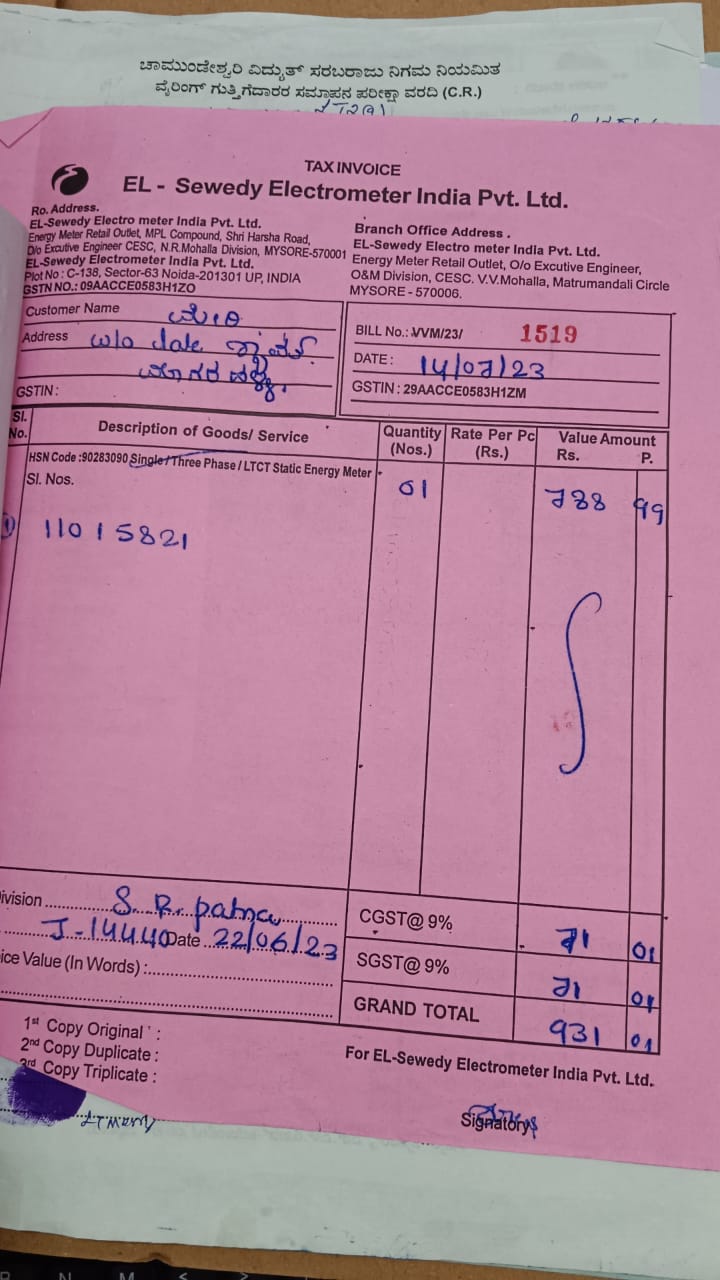 ಚಾಮುಂಡೇಶ್ವರಿ ವಿದ್ಯುತ್ ಸರಬರಾಜು ನಿಗಮ ನಿಯಮಿತ
ವೈರಿಂಗ್ ಗುತ್ತಿಗೆದಾರರ ಸಮಾಪನ ಪರೀಕ್ಷಾ ವರದಿ (C.R.)
TAX INVOICE
EL - Sewedy Electrometer India Pvt. Ltd.
Ro. Address.
EL-Sewedy Electro meter India Pvt. Ltd.
Energy Meter Retail Outlet, MPL Compound, Shri Harsha Road,
D/o Excutive Engineer CESC, N.R.Mohalla Division, MYSORE-570001
EL-Sewedy Electrometer India Pvt. Ltd.
Plot No : C-138, Sector-63 Noida-201301 UP, INDIA
GSTN NO.: 09AACCE0583H1ZO
Branch Office Address .
EL-Sewedy Electro meter India Pvt. Ltd.
Energy Meter Retail Outlet, O/o Excutive Engineer,
O&M Division, CESC. V.V.Mohalla, Matrumandali Circle
MYSORE - 570006.
Customer Name
Address w/o late
GSTIN :
BILL No.: VVM/23/ 1519
DATE : 14/07/23
GSTIN : 29AACCE0583H1ZM
Sl. No. Description of Goods/ Service Quantity (Nos.) Rate Per Pc (Rs.) Value Amount Rs. P.
HSN Code :90283090 Single / Three Phase / LTCT Static Energy Meter
Sl. Nos. 01 788 99
1) 11015821
ivision S. R. patna
J-14440 Date 22/06/23
ice Value (In Words) :
CGST@ 9% 71 01
SGST@ 9% 71 01
GRAND TOTAL 931 01
1st Copy Original :
2nd Copy Duplicate :
3rd Copy Triplicate :
For EL-Sewedy Electrometer India Pvt. Ltd.
Signatory